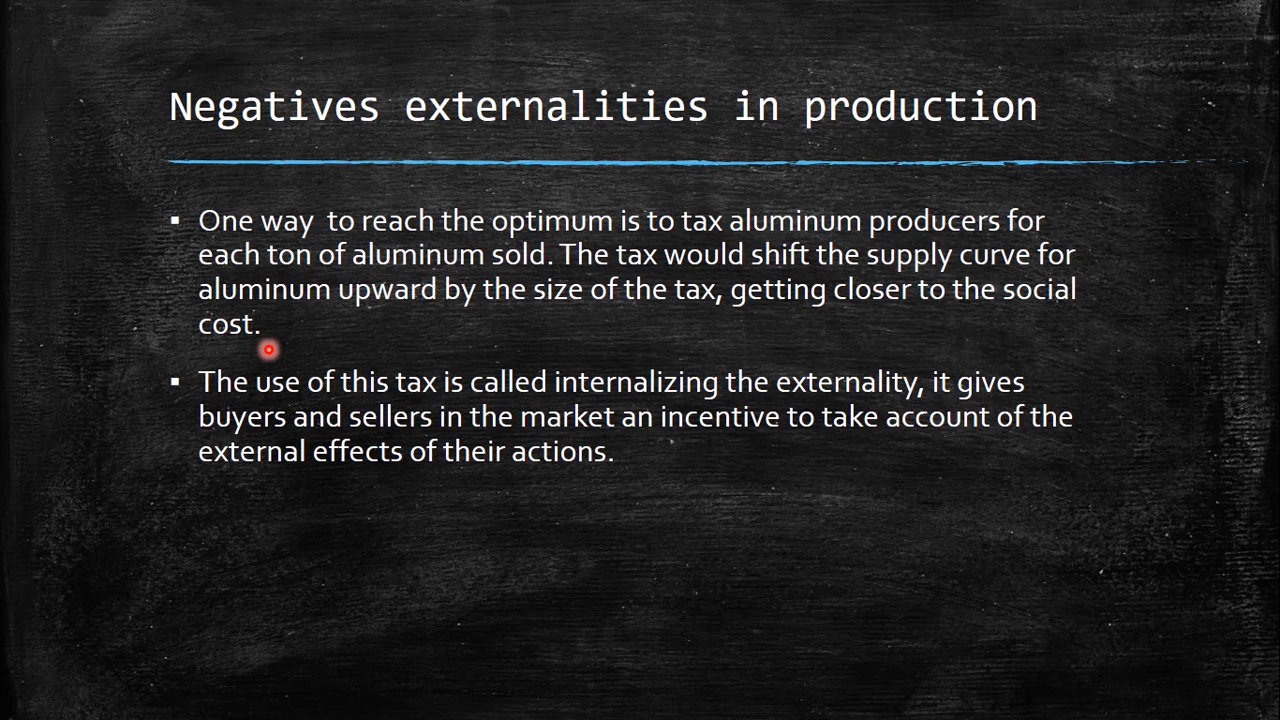 Negatives externalities in production
▪ One way  to reach the optimum is to tax aluminum producers for
each ton of aluminum sold. The tax would shift the supply curve for
aluminum upward by the size of the tax, getting closer to the social
cost.
▪ The use of this tax is called internalizing the externality, it gives
buyers and sellers in the market an incentive to take account of the
external effects of their actions.